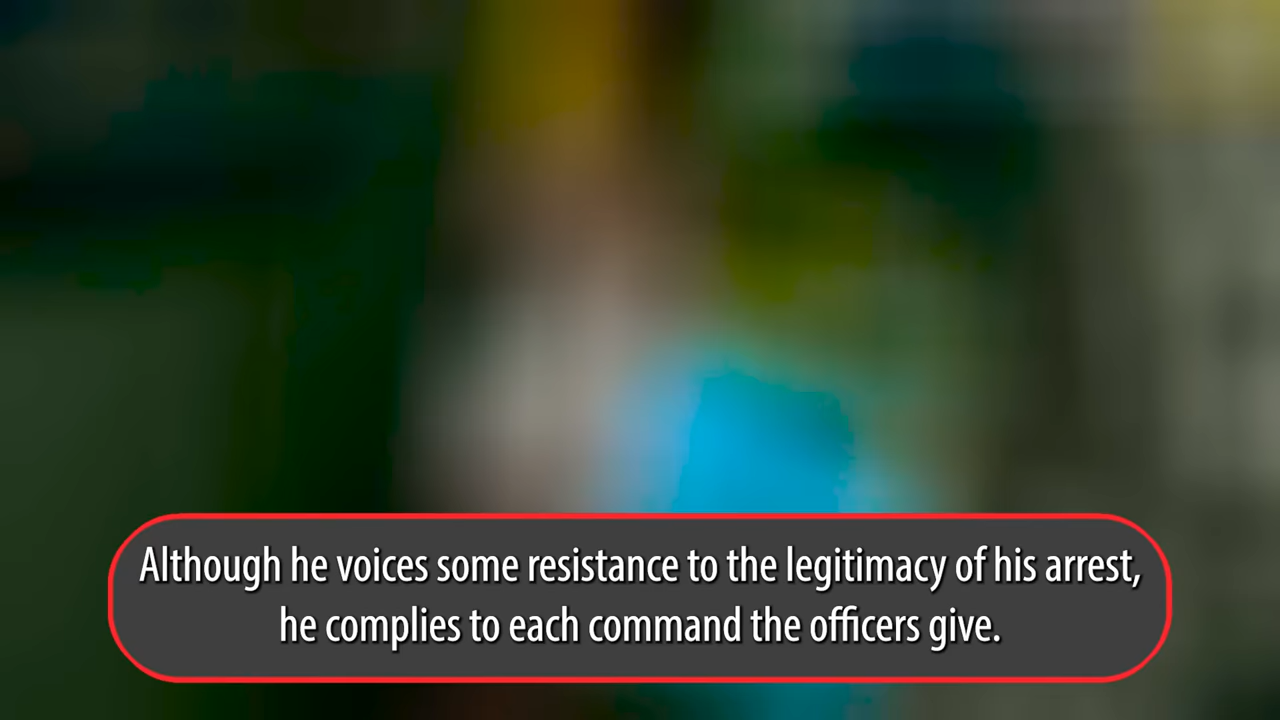 Although he voices some resistance to the legitimacy of his arrest,
he complies to each command the officers give.